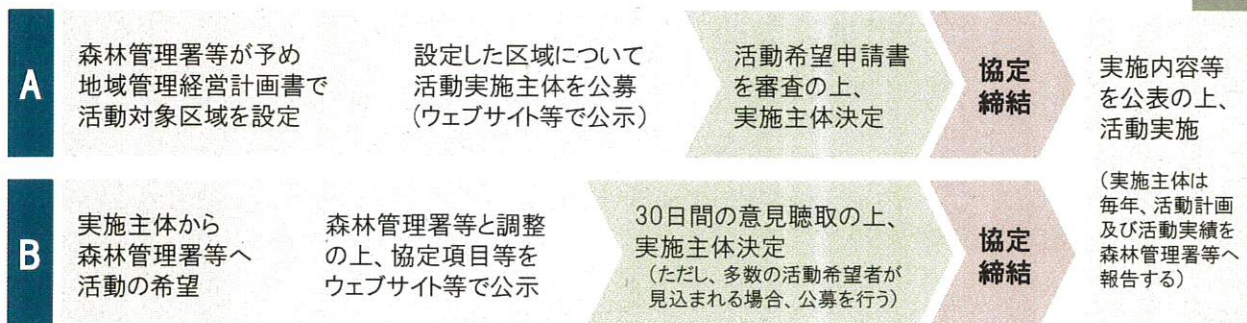 A
森林管理署等が予め
地域管理経営計画書で
活動対象区域を設定
設定した区域について
活動実施主体を公募
(ウェブサイト等で公示)
活動希望申請書
を審査の上、
実施主体決定
協定
締結
実施内容等
を公表の上、
活動実施
(実施主体は
毎年、活動計画
及び活動実績を
森林管理署等へ
報告する)
B
実施主体から
森林管理署等へ
活動の希望
森林管理署等と調整
の上、協定項目等を
ウェブサイト等で公示
30日間の意見聴取の上、
実施主体決定
(ただし、多数の活動希望者が
見込まれる場合、公募を行う)
協定
締結